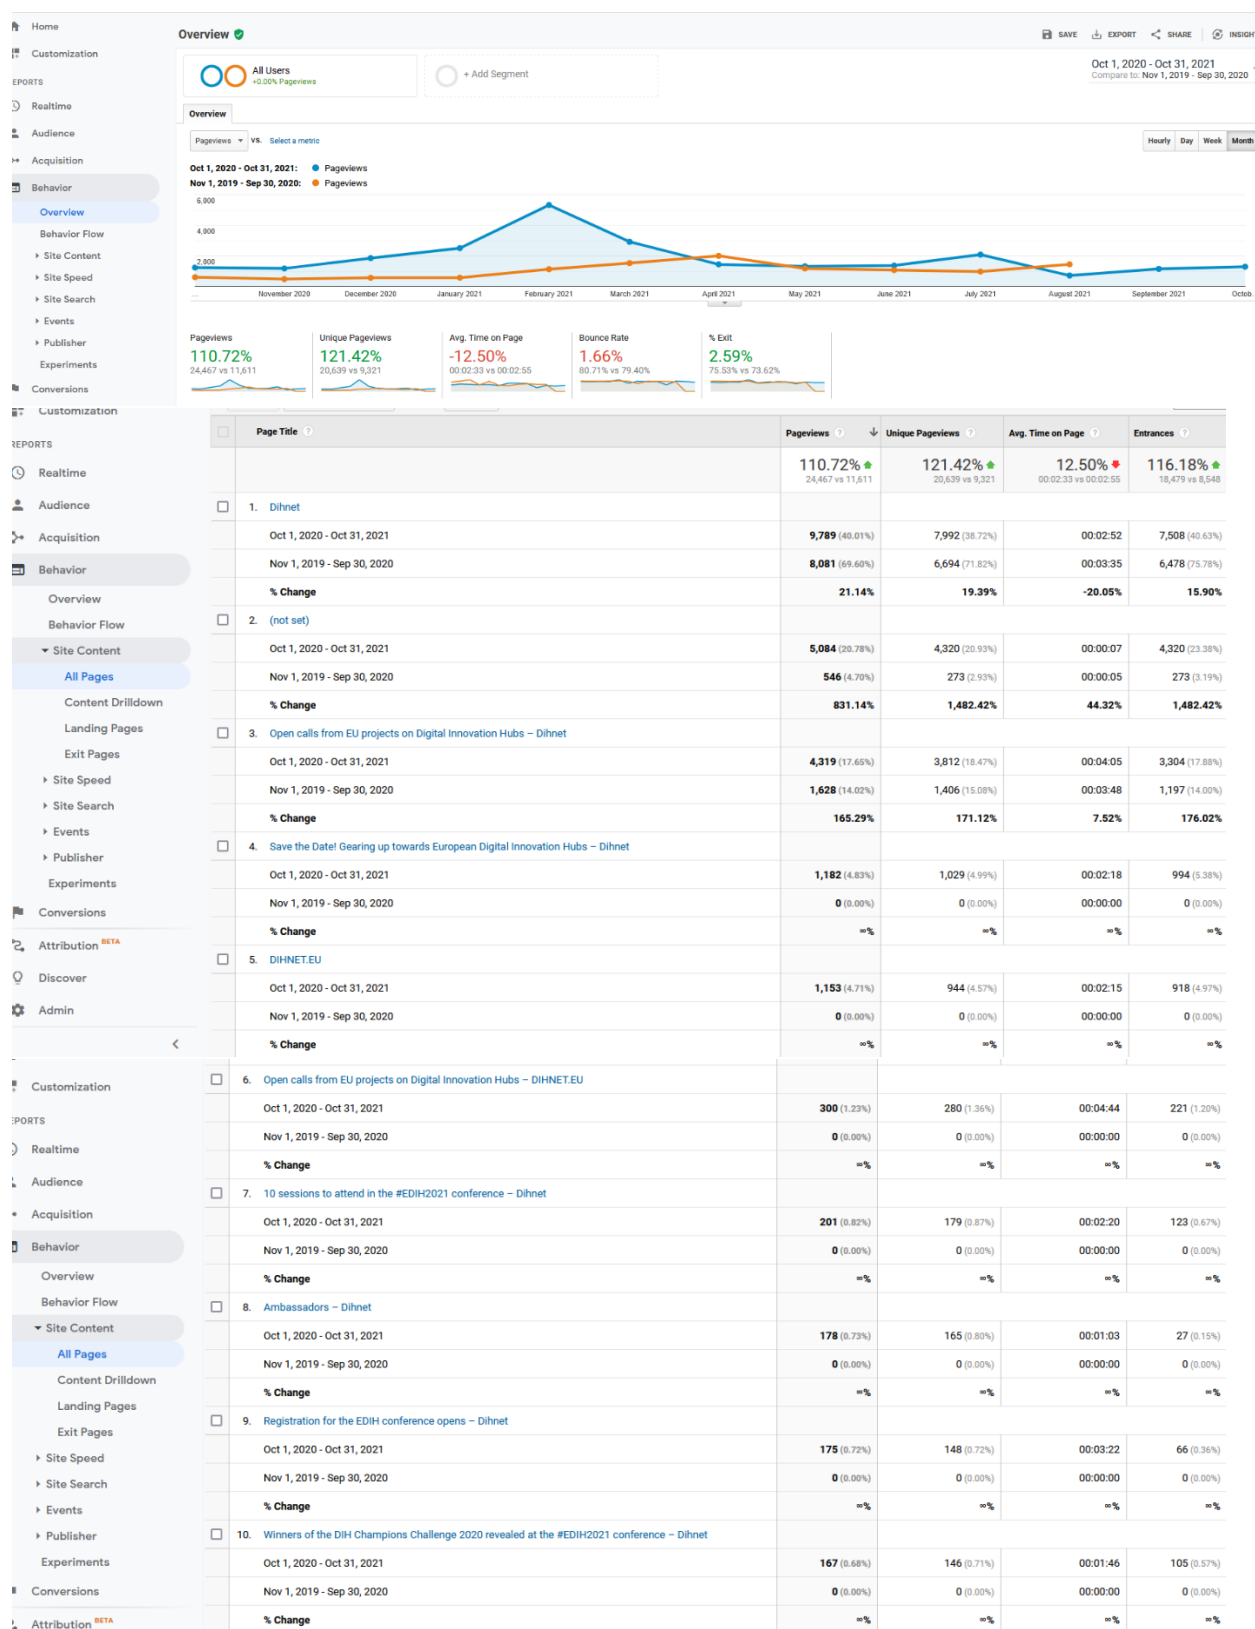 Home
Customization
EPORTS
Realtime
Audience
Acquisition
Behavior
Overview
Behavior Flow
Site Content
Site Speed
Site Search
Events
Publisher
Experiments
Conversions
Overview
SAVE EXPORT SHARE INSIGH
All Users
+0.00% Pageviews
+ Add Segment
Oct 1, 2020 - Oct 31, 2021
Compare to: Nov 1, 2019 - Sep 30, 2020
Overview
Pageviews VS. Select a metric
Hourly Day Week Month
Oct 1, 2020 - Oct 31, 2021: Pageviews
Nov 1, 2019 - Sep 30, 2020: Pageviews
6,000
4,000
2,000
... November 2020 December 2020 January 2021 February 2021 March 2021 April 2021 May 2021 June 2021 July 2021 August 2021 September 2021 Octob...
Pageviews Unique Pageviews Avg. Time on Page Bounce Rate % Exit
110.72% 121.42% -12.50% 1.66% 2.59%
24,467 vs 11,611 20,639 vs 9,321 00:02:33 vs 00:02:55 80.71% vs 79.40% 75.53% vs 73.62%
Customization
REPORTS
Realtime
Audience
Acquisition
Behavior
Overview
Behavior Flow
Site Content
All Pages
Content Drilldown
Landing Pages
Exit Pages
Site Speed
Site Search
Events
Publisher
Experiments
Conversions
Attribution BETA
Discover
Admin
Page Title Pageviews Unique Pageviews Avg. Time on Page Entrances
110.72% 121.42% 12.50% 116.18%
24,467 vs 11,611 20,639 vs 9,321 00:02:33 vs 00:02:55 18,479 vs 8,548
1. Dihnet
Oct 1, 2020 - Oct 31, 2021 9,789 (40.01%) 7,992 (38.72%) 00:02:52 7,508 (40.63%)
Nov 1, 2019 - Sep 30, 2020 8,081 (69.60%) 6,694 (71.82%) 00:03:35 6,478 (75.78%)
% Change 21.14% 19.39% -20.05% 15.90%
2. (not set)
Oct 1, 2020 - Oct 31, 2021 5,084 (20.78%) 4,320 (20.93%) 00:00:07 4,320 (23.38%)
Nov 1, 2019 - Sep 30, 2020 546 (4.70%) 273 (2.93%) 00:00:05 273 (3.19%)
% Change 831.14% 1,482.42% 44.32% 1,482.42%
3. Open calls from EU projects on Digital Innovation Hubs – Dihnet
Oct 1, 2020 - Oct 31, 2021 4,319 (17.65%) 3,812 (18.47%) 00:04:05 3,304 (17.88%)
Nov 1, 2019 - Sep 30, 2020 1,628 (14.02%) 1,406 (15.08%) 00:03:48 1,197 (14.00%)
% Change 165.29% 171.12% 7.52% 176.02%
4. Save the Date! Gearing up towards European Digital Innovation Hubs – Dihnet
Oct 1, 2020 - Oct 31, 2021 1,182 (4.83%) 1,029 (4.99%) 00:02:18 994 (5.38%)
Nov 1, 2019 - Sep 30, 2020 0 (0.00%) 0 (0.00%) 00:00:00 0 (0.00%)
% Change ∞% ∞% ∞% ∞%
5. DIHNET.EU
Oct 1, 2020 - Oct 31, 2021 1,153 (4.71%) 944 (4.57%) 00:02:15 918 (4.97%)
Nov 1, 2019 - Sep 30, 2020 0 (0.00%) 0 (0.00%) 00:00:00 0 (0.00%)
% Change ∞% ∞% ∞% ∞%
Customization
EPORTS
Realtime
Audience
Acquisition
Behavior
Overview
Behavior Flow
Site Content
All Pages
Content Drilldown
Landing Pages
Exit Pages
Site Speed
Site Search
Events
Publisher
Experiments
Conversions
Attribution BETA
6. Open calls from EU projects on Digital Innovation Hubs – DIHNET.EU
Oct 1, 2020 - Oct 31, 2021 300 (1.23%) 280 (1.36%) 00:04:44 221 (1.20%)
Nov 1, 2019 - Sep 30, 2020 0 (0.00%) 0 (0.00%) 00:00:00 0 (0.00%)
% Change ∞% ∞% ∞% ∞%
7. 10 sessions to attend in the #EDIH2021 conference – Dihnet
Oct 1, 2020 - Oct 31, 2021 201 (0.82%) 179 (0.87%) 00:02:20 123 (0.67%)
Nov 1, 2019 - Sep 30, 2020 0 (0.00%) 0 (0.00%) 00:00:00 0 (0.00%)
% Change ∞% ∞% ∞% ∞%
8. Ambassadors – Dihnet
Oct 1, 2020 - Oct 31, 2021 178 (0.73%) 165 (0.80%) 00:01:03 27 (0.15%)
Nov 1, 2019 - Sep 30, 2020 0 (0.00%) 0 (0.00%) 00:00:00 0 (0.00%)
% Change ∞% ∞% ∞% ∞%
9. Registration for the EDIH conference opens – Dihnet
Oct 1, 2020 - Oct 31, 2021 175 (0.72%) 148 (0.72%) 00:03:22 66 (0.36%)
Nov 1, 2019 - Sep 30, 2020 0 (0.00%) 0 (0.00%) 00:00:00 0 (0.00%)
% Change ∞% ∞% ∞% ∞%
10. Winners of the DIH Champions Challenge 2020 revealed at the #EDIH2021 conference – Dihnet
Oct 1, 2020 - Oct 31, 2021 167 (0.68%) 146 (0.71%) 00:01:46 105 (0.57%)
Nov 1, 2019 - Sep 30, 2020 0 (0.00%) 0 (0.00%) 00:00:00 0 (0.00%)
% Change ∞% ∞% ∞% ∞%